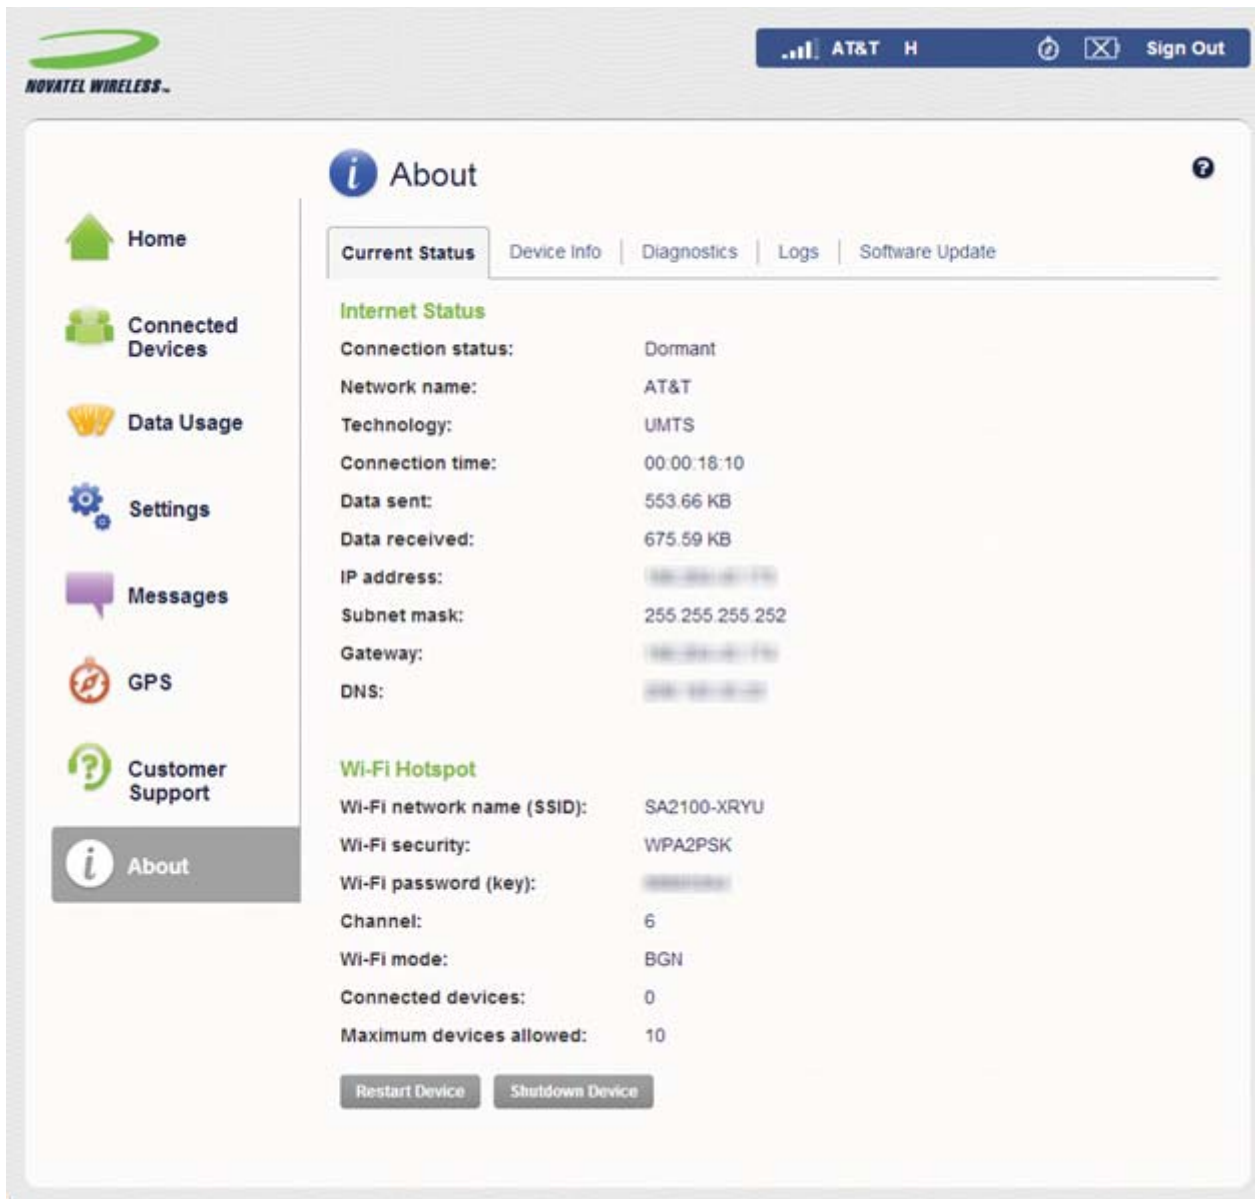 NOVATEL WIRELESS
AT&T H Sign Out
About
Home
Connected
Devices
Data Usage
Settings
Messages
GPS
Customer
Support
About
Current Status Device Info Diagnostics Logs Software Update
Internet Status
Connection status: Dormant
Network name: AT&T
Technology: UMTS
Connection time: 00:00:18:10
Data sent: 553.66 KB
Data received: 675.59 KB
IP address:
Subnet mask: 255.255.255.252
Gateway:
DNS:
Wi-Fi Hotspot
Wi-Fi network name (SSID): SA2100-XRYU
Wi-Fi security: WPA2PSK
Wi-Fi password (key):
Channel: 6
Wi-Fi mode: BGN
Connected devices: 0
Maximum devices allowed: 10
Restart Device Shutdown Device